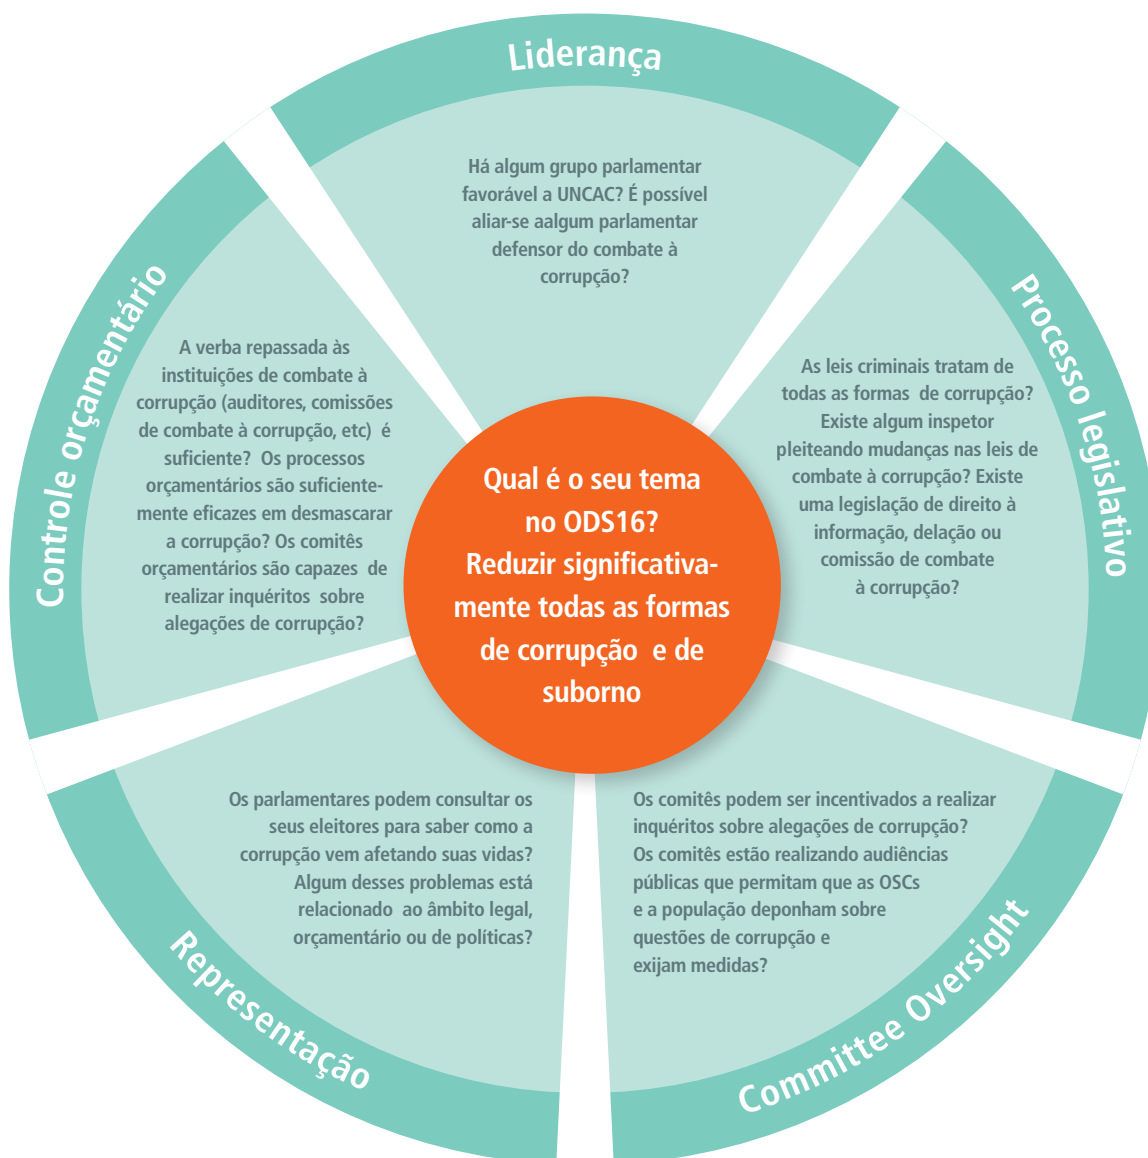 Liderança
Há algum grupo parlamentar
favorável a UNCAC? É possível
aliar-se aalgum parlamentar
defensor do combate à
corrupção?
Processo legislativo
As leis criminais tratam de
todas as formas de corrupção?
Existe algum inspetor
pleiteando mudanças nas leis de
combate à corrupção? Existe
uma legislação de direito à
informação, delação ou
comissão de combate
à corrupção?
Committee Oversight
Os comitês podem ser incentivados a realizar
inquéritos sobre alegações de corrupção?
Os comitês estão realizando audiências
públicas que permitam que as OSCs
e a população deponham sobre
questões de corrupção e
exijam medidas?
Representação
Os parlamentares podem consultar os
seus eleitores para saber como a
corrupção vem afetando suas vidas?
Algum desses problemas está
relacionado ao âmbito legal,
orçamentário ou de políticas?
Controle orçamentário
A verba repassada às
instituições de combate à
corrupção (auditores, comissões
de combate à corrupção, etc) é
suficiente? Os processos
orçamentários são suficiente-
mente eficazes em desmascarar
a corrupção? Os comitês
orçamentários são capazes de
realizar inquéritos sobre
alegações de corrupção?
Qual é o seu tema
no ODS16?
Reduzir significativa-
mente todas as formas
de corrupção e de
suborno